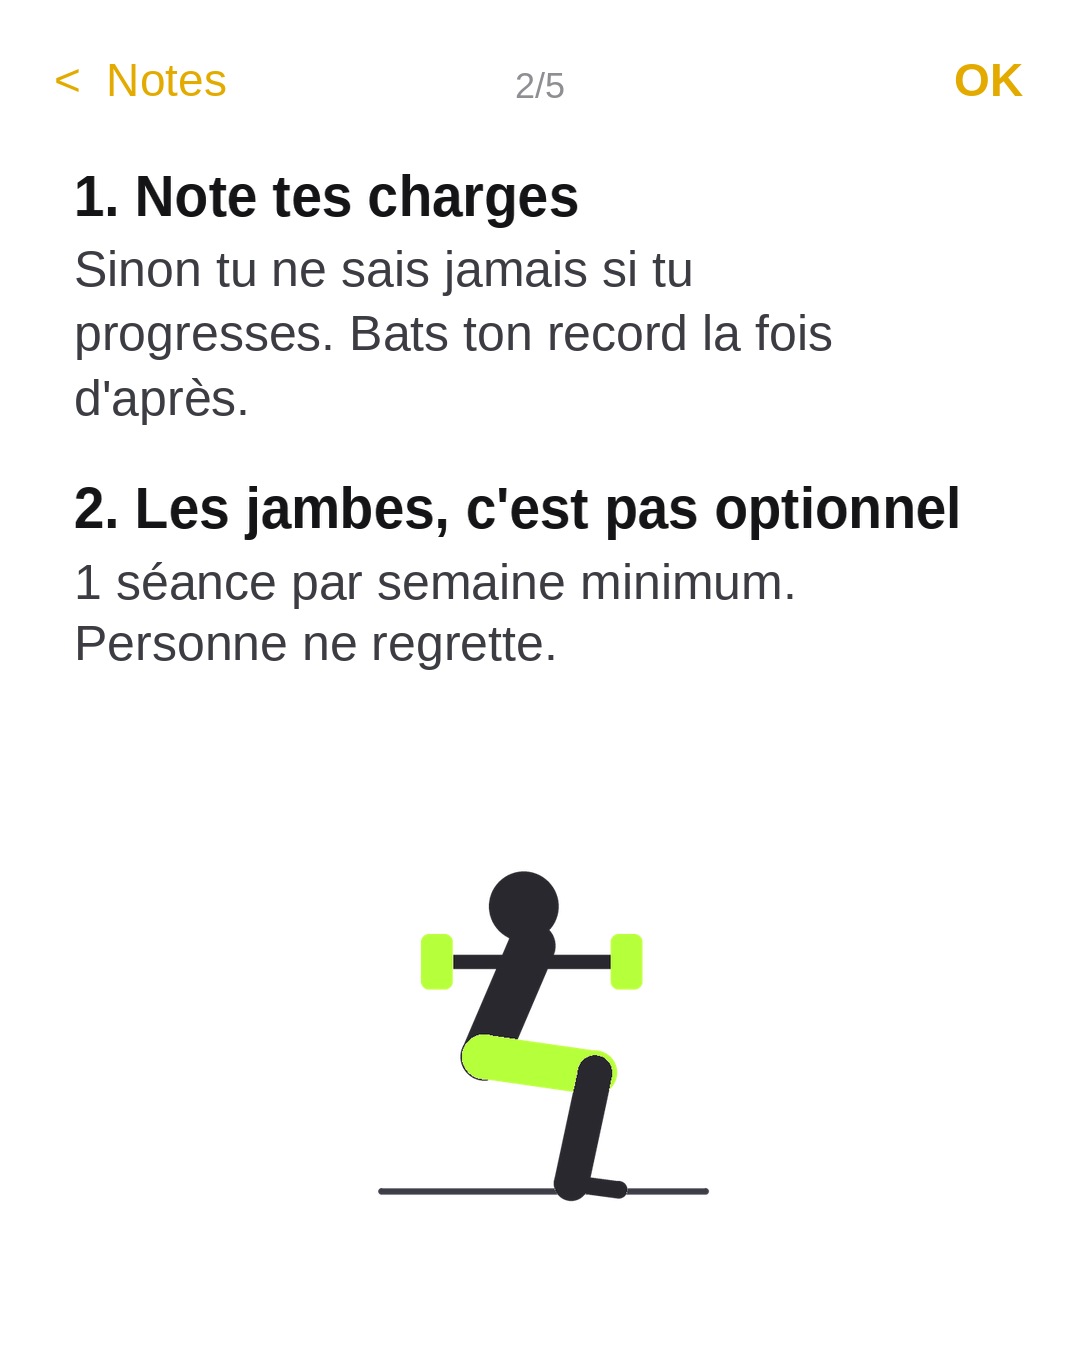 < Notes
2/5
OK
1. Note tes charges
Sinon tu ne sais jamais si tu
progresses. Bats ton record la fois
d'après.
2. Les jambes, c'est pas optionnel
1 séance par semaine minimum.
Personne ne regrette.